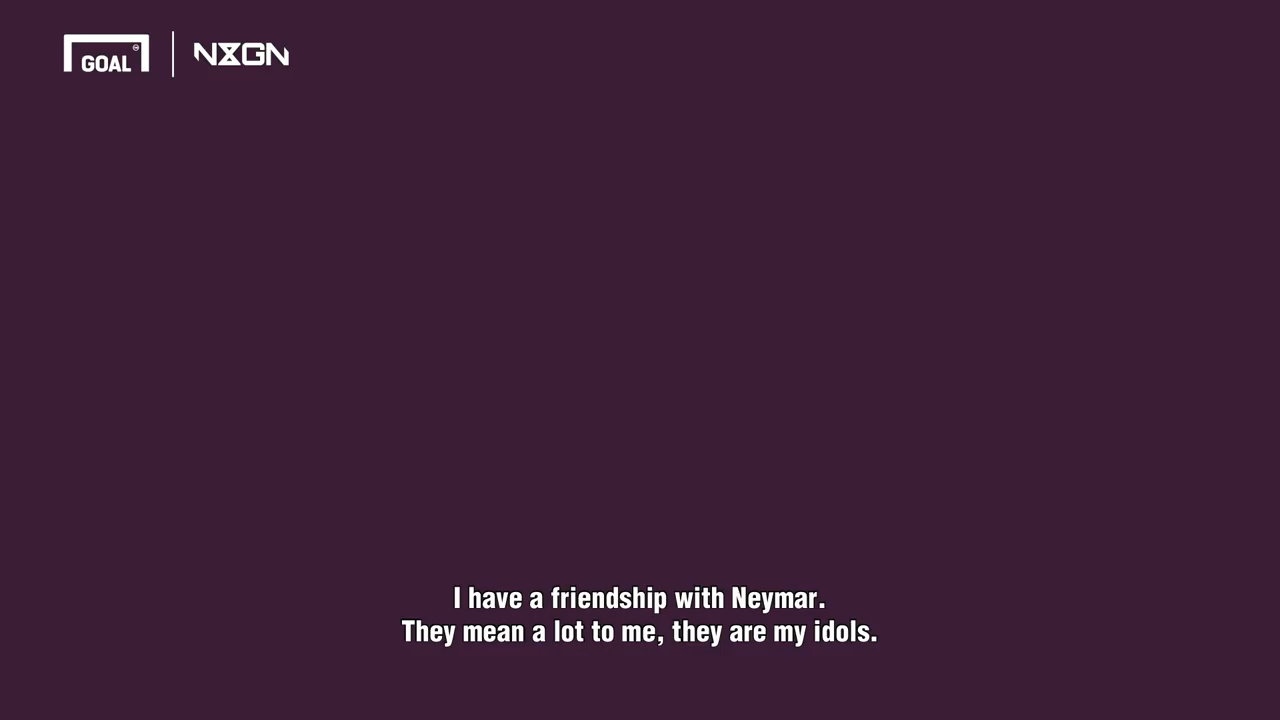 GOAL
NXGN
I have a friendship with Neymar.
They mean a lot to me, they are my idols.